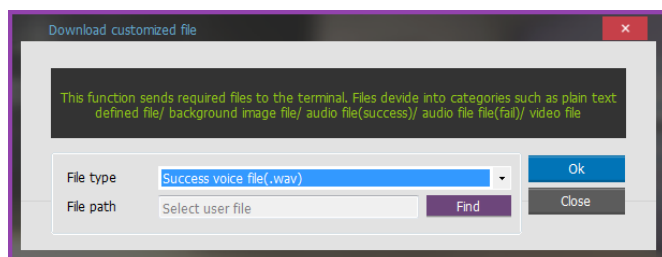 Download customized file
This function sends required files to the terminal. Files devide into categories such as plain text
defined file/ background image file/ audio file(success)/ audio file file(fail)/ video file
File type Success voice file(.wav) Ok
File path Select user file Find Close